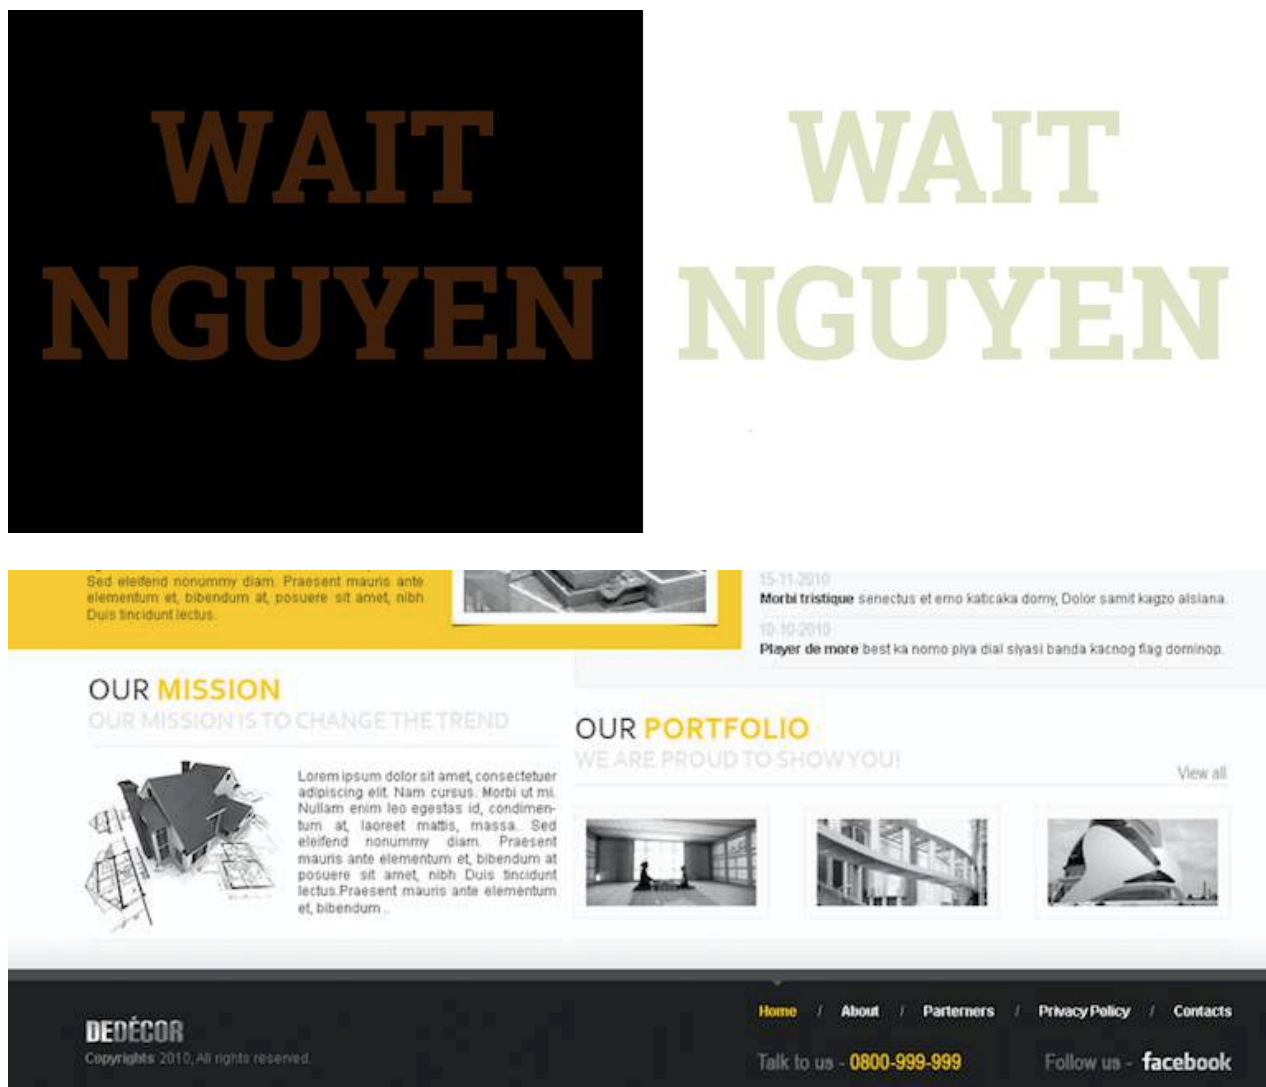 WAIT
NGUYEN
WAIT
NGUYEN
Sed eleifend nonummy diam. Praesent mauris ante
elementum et, bibendum at, posuere sit amet, nibh
Duis tincidunt lectus.
15-11-2010
Morbi tristique senectus et emo katicaka domy, Dolor samit kagzo alsiana.
10-10-2010
Player de more best ka nomo piya dial siyasi banda kacnog flag dominop.
OUR MISSION
OUR MISSION IS TO CHANGE THE TREND
Lorem ipsum dolor sit amet, consectetuer
adipiscing elit. Nam cursus. Morbi ut mi.
Nullam enim leo egestas id, condimen-
tum at, laoreet mattis, massa. Sed
eleifend nonummy diam. Praesent
mauris ante elementum et, bibendum at
posuere sit amet, nibh Duis tincidunt
lectus.Praesent mauris ante elementum
et, bibendum ..
OUR PORTFOLIO
WE ARE PROUD TO SHOW YOU!
View all
Home / About / Parterners / Privacy Policy / Contacts
DEDÉCOR
Copyrights 2010, All rights reserved.
Talk to us - 0800-999-999
Follow us - facebook